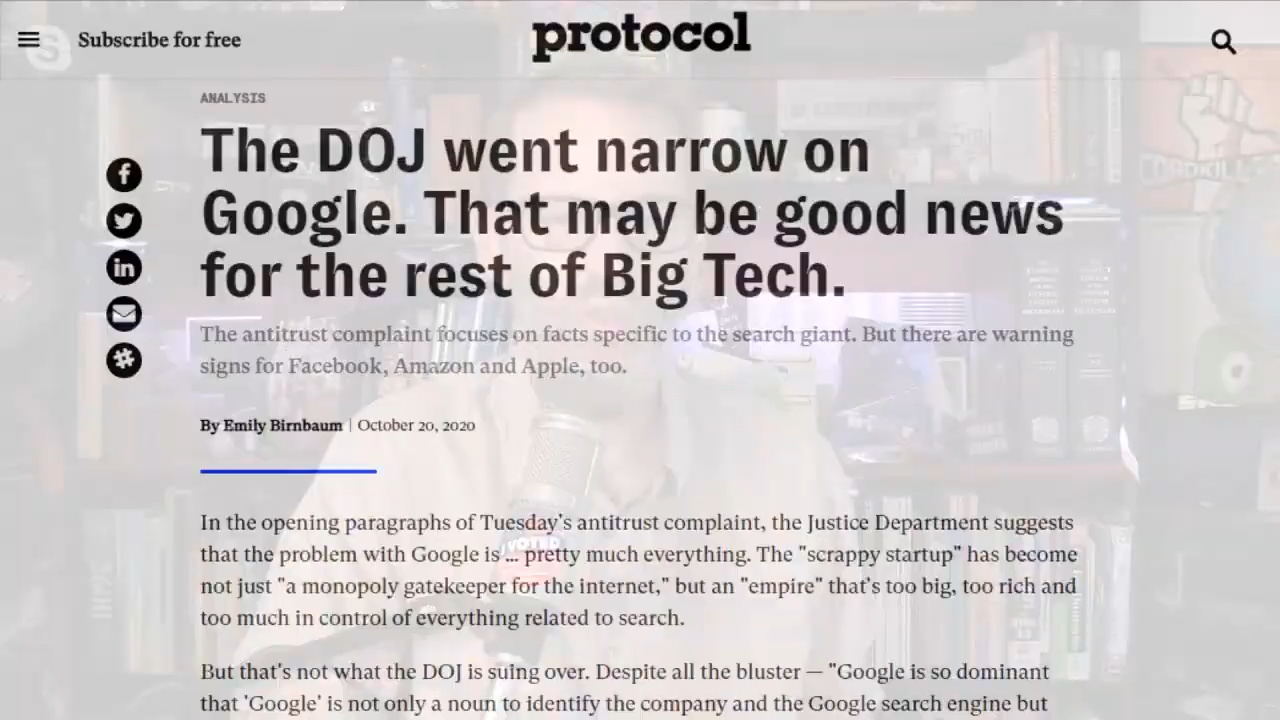 Subscribe for free
protocol
ANALYSIS
The DOJ went narrow on
Google. That may be good news
for the rest of Big Tech.
The antitrust complaint focuses on facts specific to the search giant. But there are warning
signs for Facebook, Amazon and Apple, too.
By Emily Birnbaum | October 20, 2020
In the opening paragraphs of Tuesday's antitrust complaint, the Justice Department suggests
that the problem with Google is ... pretty much everything. The "scrappy startup" has become
not just "a monopoly gatekeeper for the internet," but an "empire" that's too big, too rich and
too much in control of everything related to search.
But that's not what the DOJ is suing over. Despite all the bluster — "Google is so dominant
that 'Google' is not only a noun to identify the company and the Google search engine but
VOTED